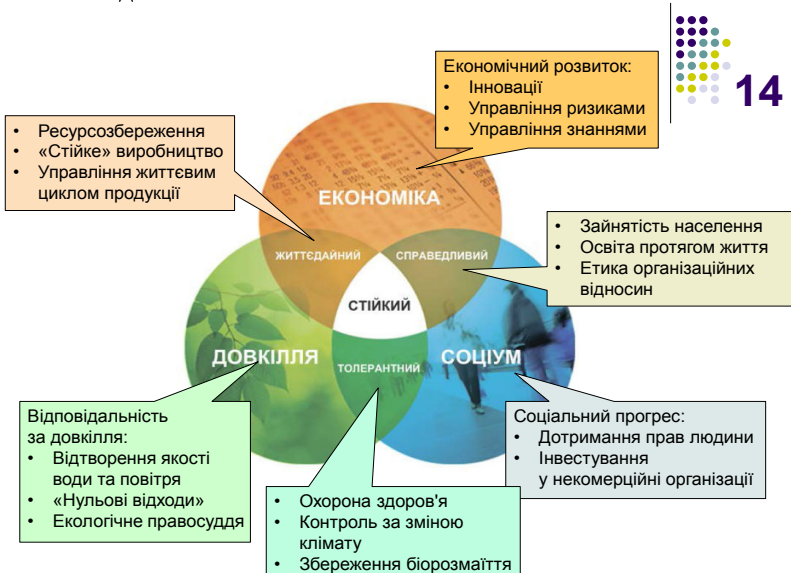 14
Економічний розвиток:
• Інновації
• Управління ризиками
• Управління знаннями
• Ресурсозбереження
• «Стійке» виробництво
• Управління життєвим
циклом продукції
ЕКОНОМІКА
• Зайнятість населення
• Освіта протягом життя
• Етика організаційних
відносин
ЖИТТЄДАЙНИЙ
СПРАВЕДЛИВИЙ
СТІЙКИЙ
ДОВКІЛЛЯ
ТОЛЕРАНТНИЙ
СОЦІУМ
Відповідальність
за довкілля:
• Відтворення якості
води та повітря
• «Нульові відходи»
• Екологічне правосуддя
Соціальний прогрес:
• Дотримання прав людини
• Інвестування
у некомерційні організації
• Охорона здоров'я
• Контроль за зміною
клімату
• Збереження біорозмаїття